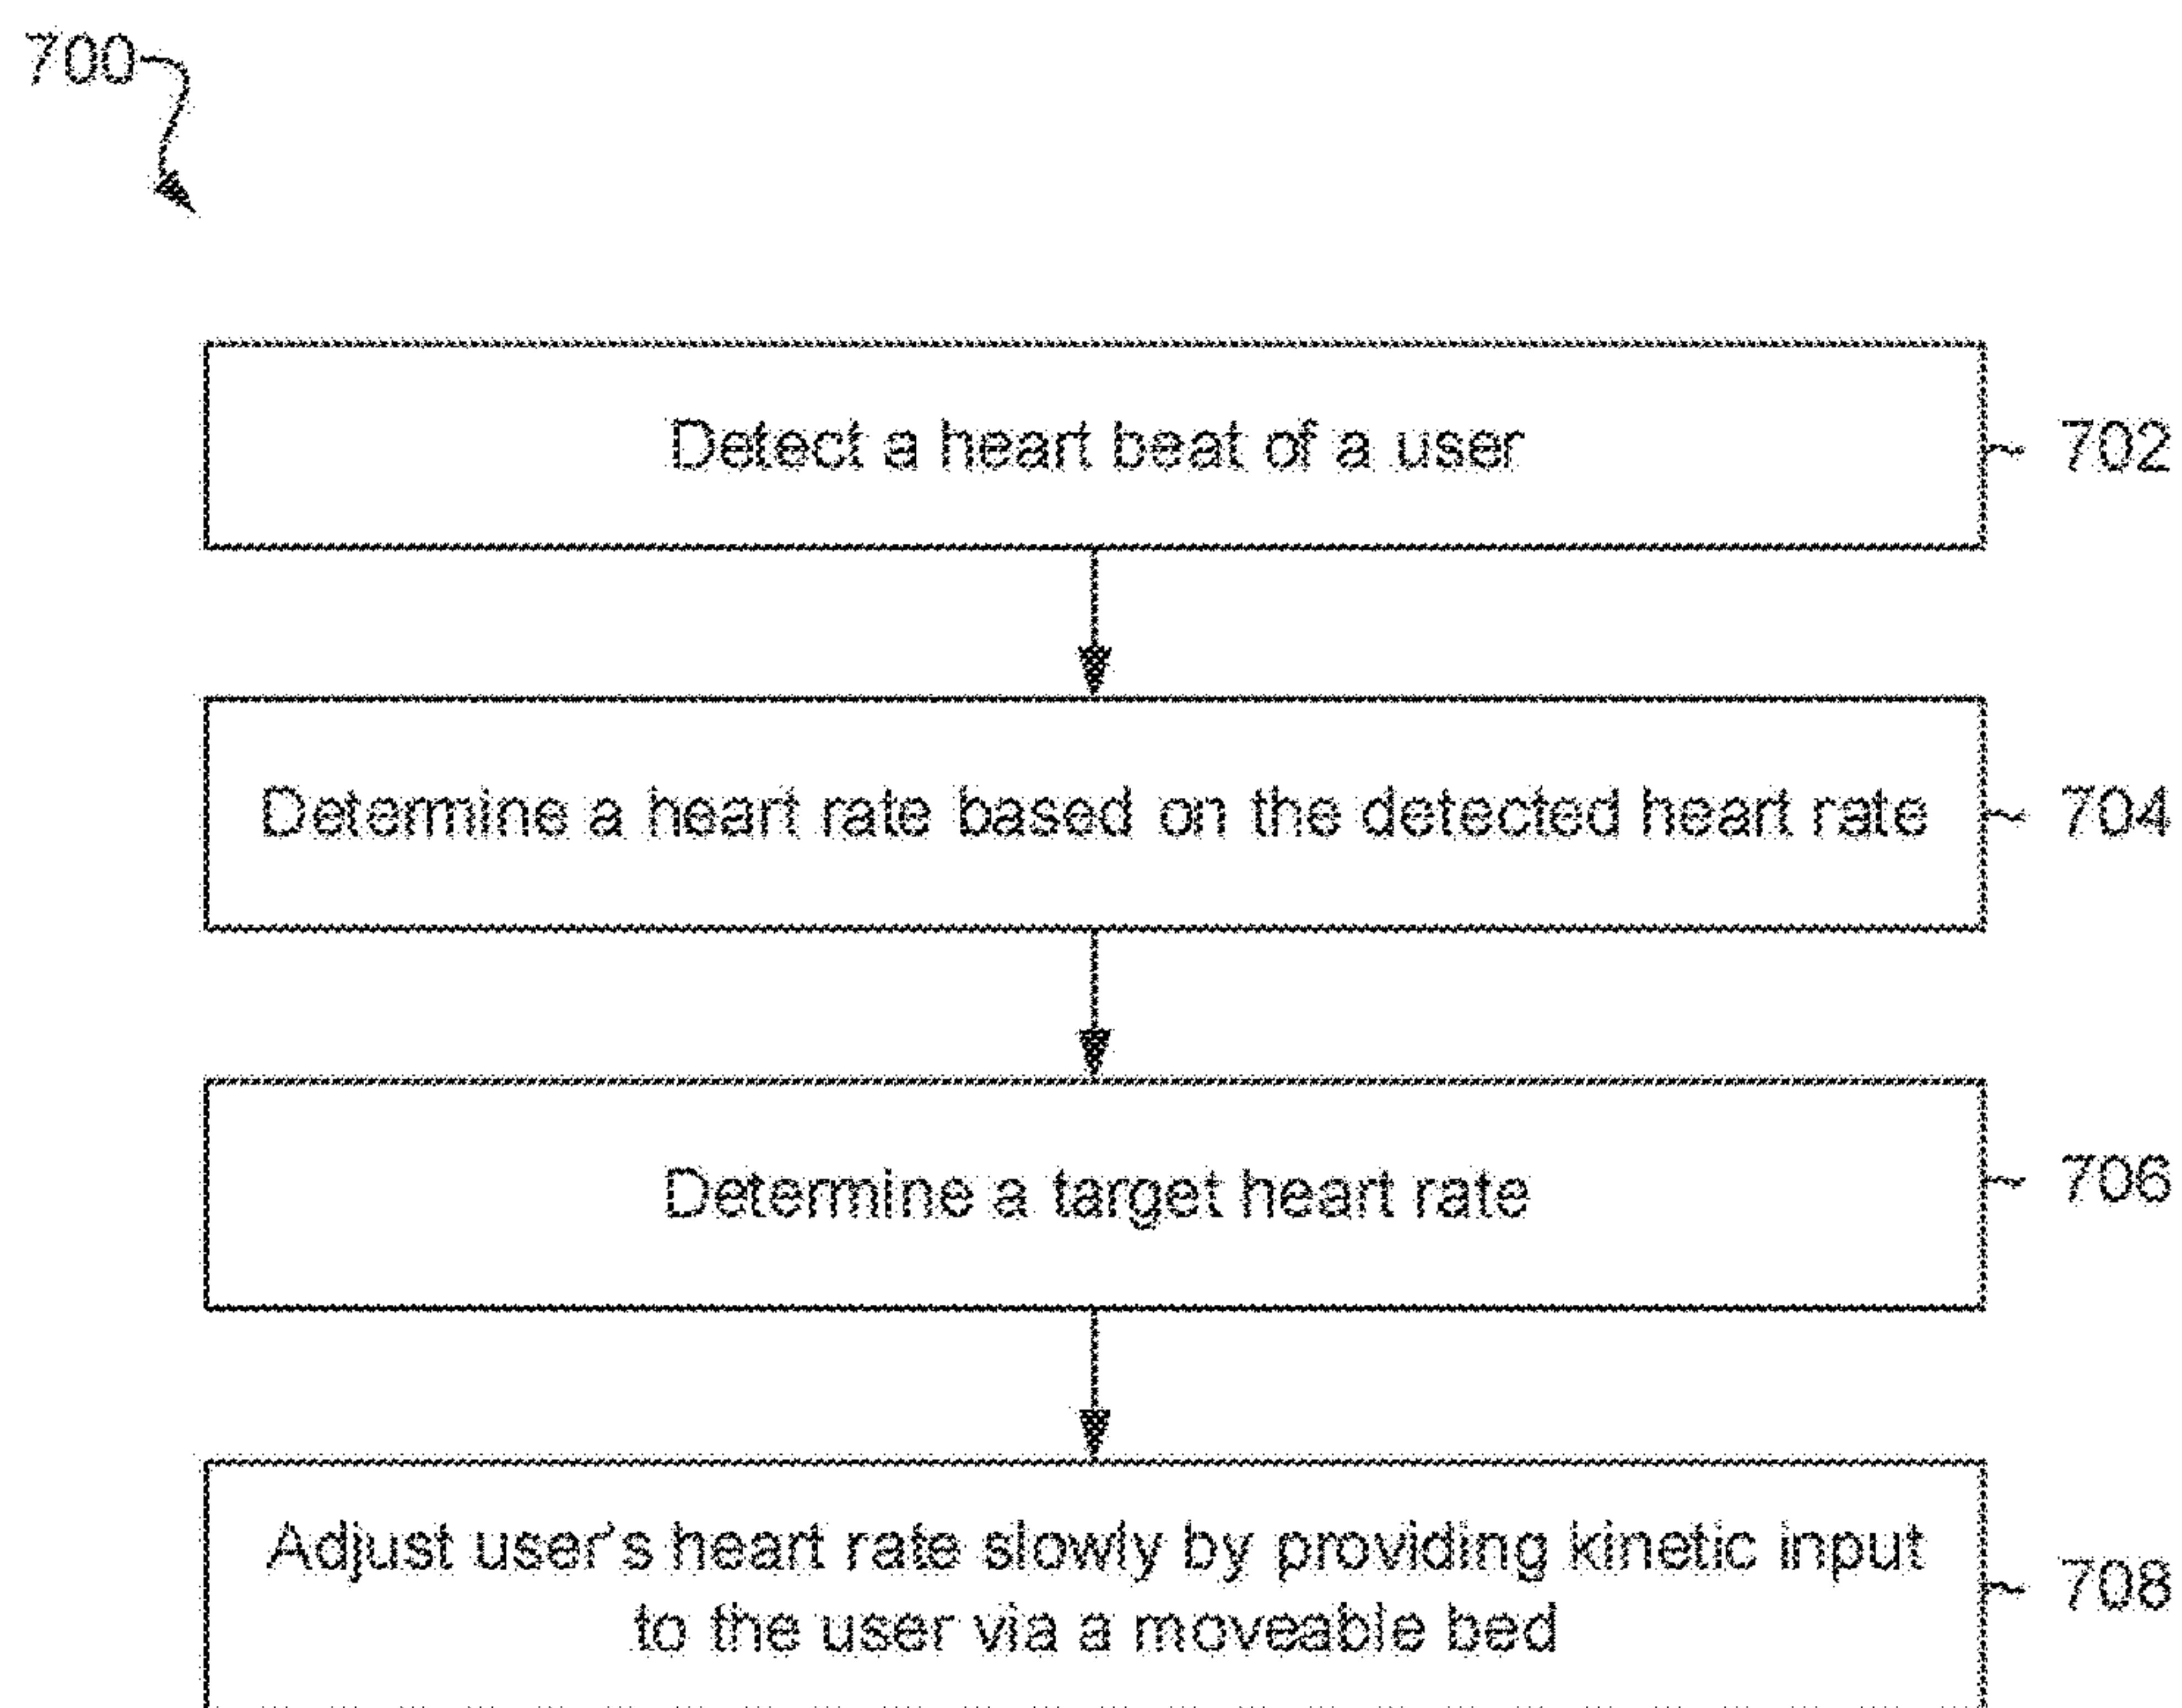 700
Detect a heart beat of a user
702
Determine a heart rate based on the detected heart rate
704
Determine a target heart rate
706
Adjust user's heart rate slowly by providing kinetic input
to the user via a moveable bed
708